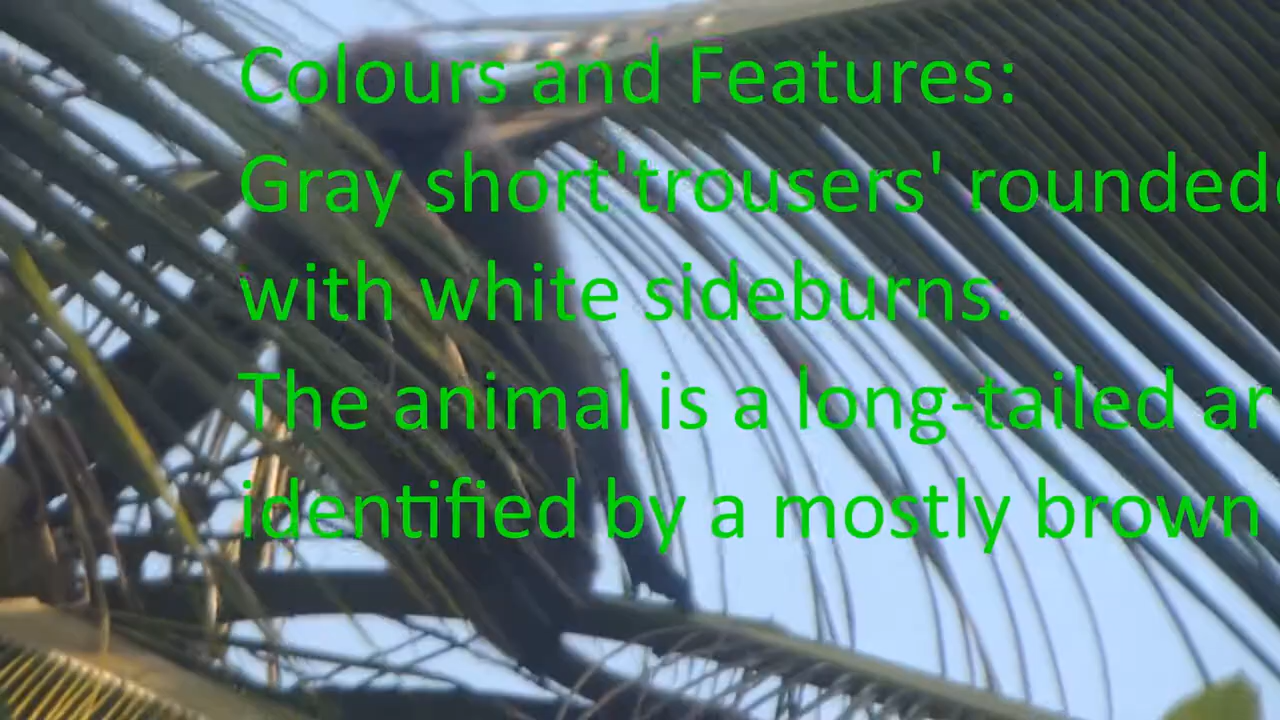 Colours and Features:
Gray short'trousers' rounded
with white sideburns.
The animal is a long-tailed ar
identified by a mostly brown